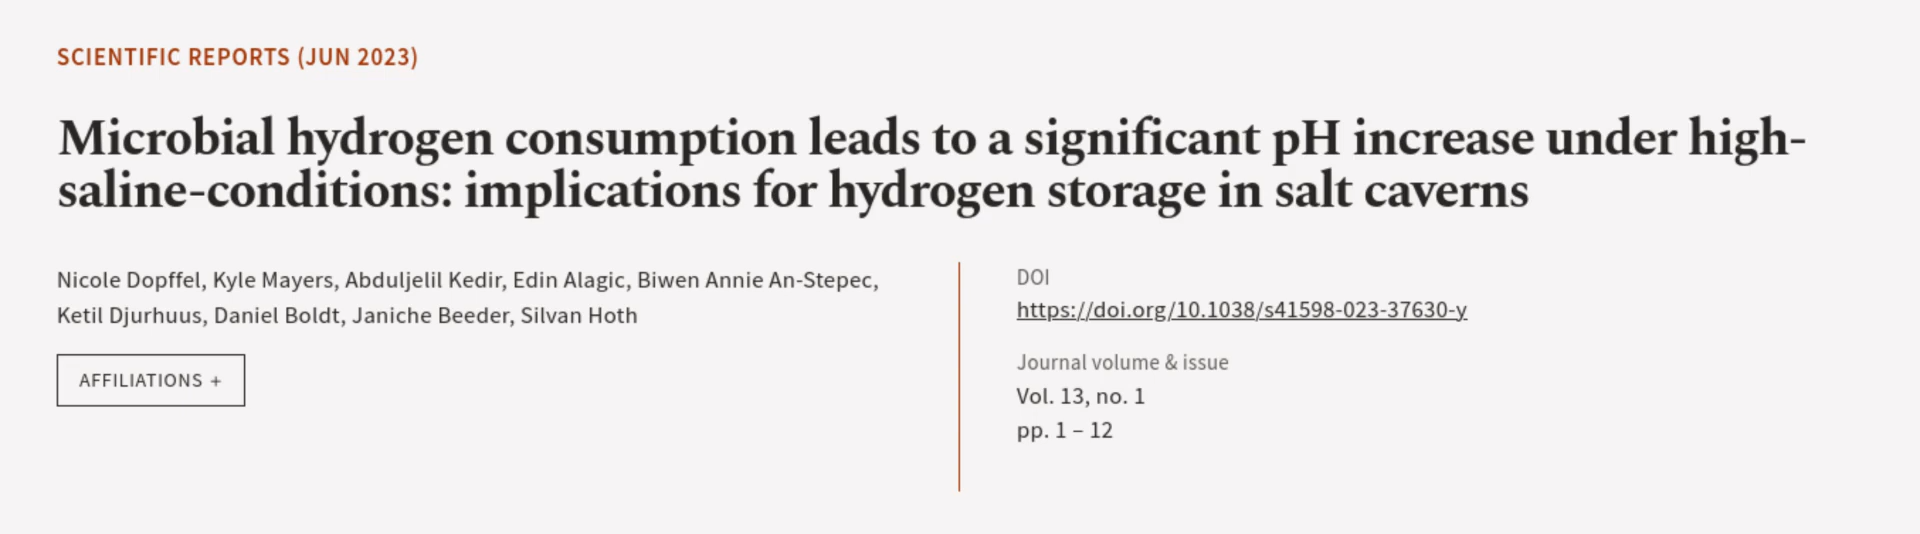 SCIENTIFIC REPORTS (JUN 2023)
Microbial hydrogen consumption leads to a significant pH increase under high-
saline-conditions: implications for hydrogen storage in salt caverns
Nicole Dopffel, Kyle Mayers, Abduljelil Kedir, Edin Alagic, Biwen Annie An-Stepec,
Ketil Djurhuus, Daniel Boldt, Janiche Beeder, Silvan Hoth
AFFILIATIONS +
DOI
https://doi.org/10.1038/s41598-023-37630-y
Journal volume & issue
Vol. 13, no. 1
pp. 1 – 12